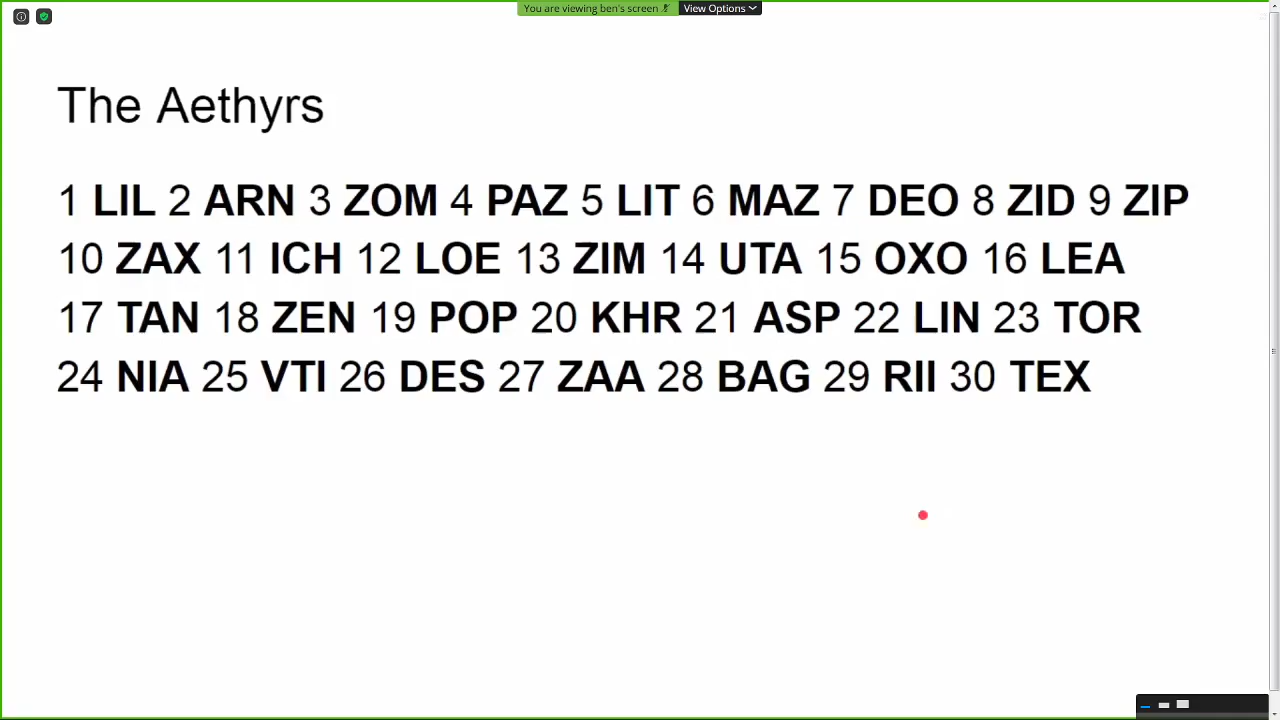 You are viewing ben's screen View Options
The Aethyrs
1 LIL 2 ARN 3 ZOM 4 PAZ 5 LIT 6 MAZ 7 DEO 8 ZID 9 ZIP
10 ZAX 11 ICH 12 LOE 13 ZIM 14 UTA 15 OXO 16 LEA
17 TAN 18 ZEN 19 POP 20 KHR 21 ASP 22 LIN 23 TOR
24 NIA 25 VTI 26 DES 27 ZAA 28 BAG 29 RII 30 TEX